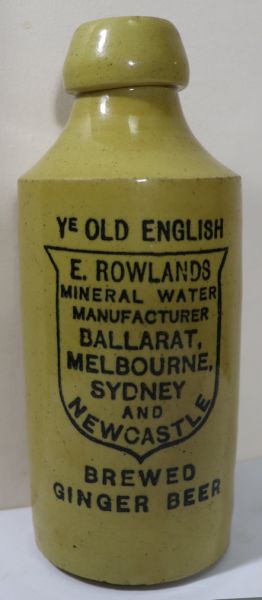 Yᴱ OLD ENGLISH
E. ROWLANDS
MINERAL WATER
MANUFACTURER
BALLARAT,
MELBOURNE,
SYDNEY
AND
NEWCASTLE
BREWED
GINGER BEER